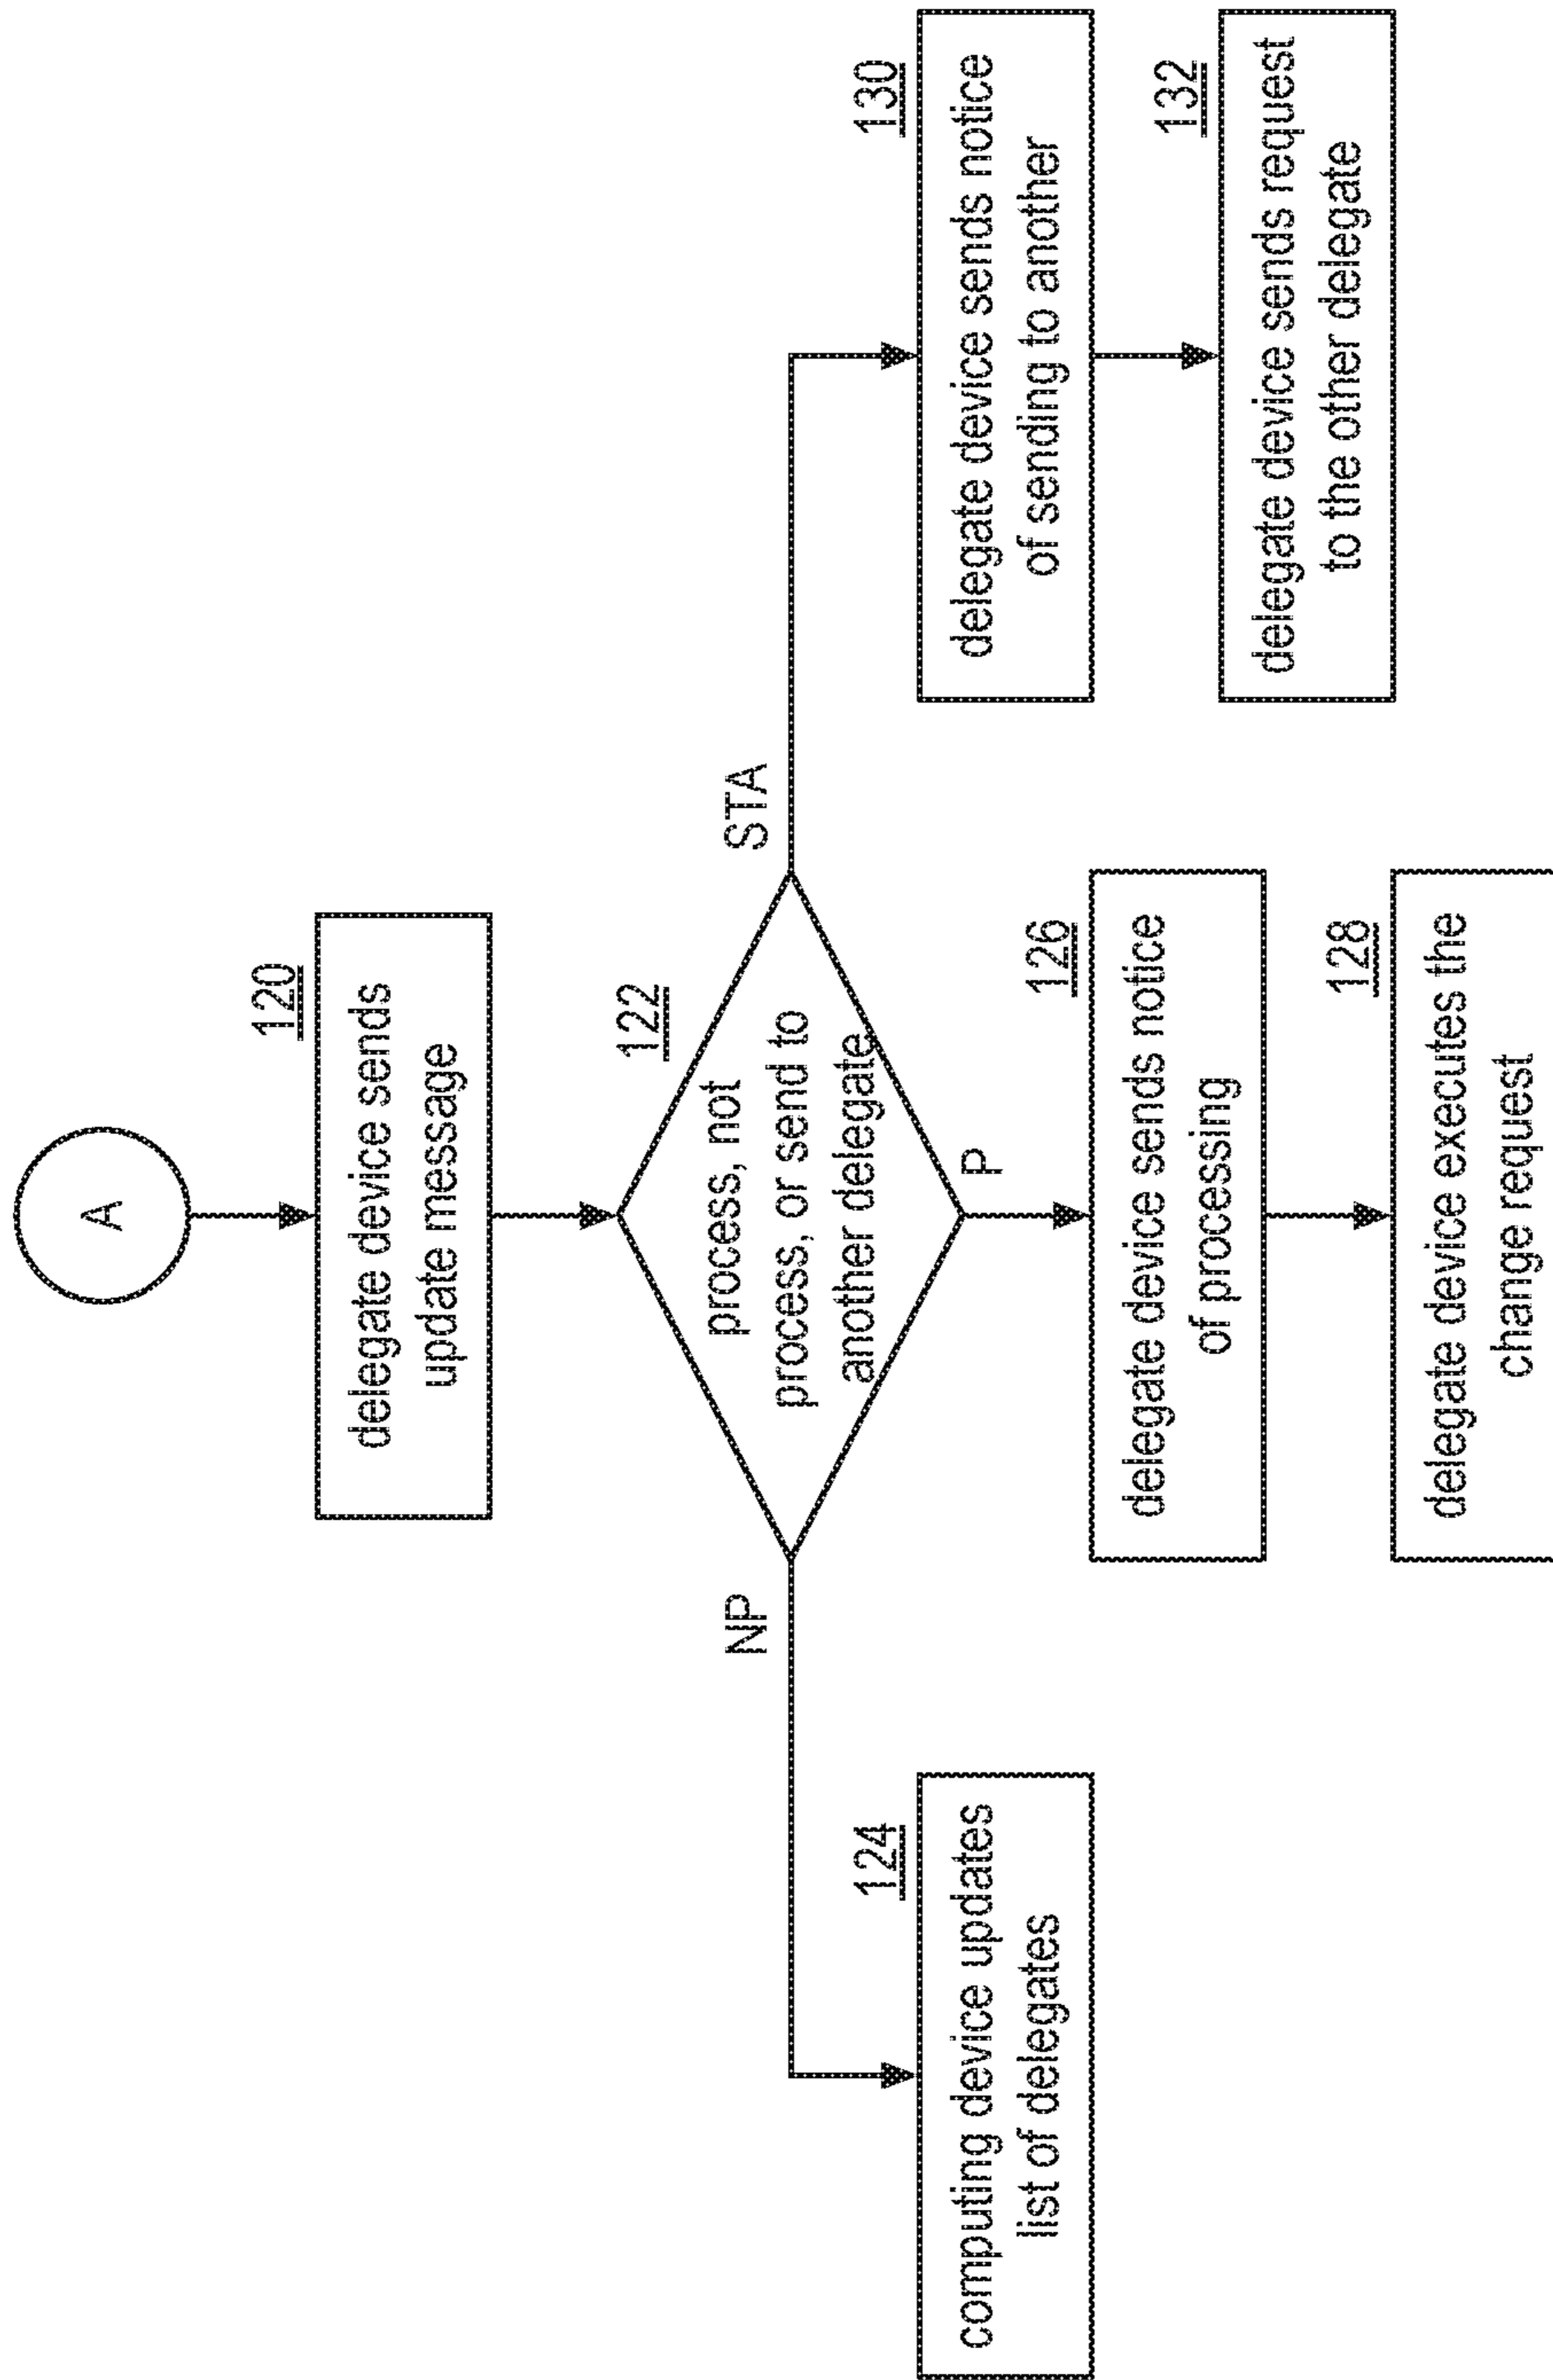 A
120
delegate device sends
update message
122
process, not
process, or send to
another delegate
NP
STA
P
124
computing device updates
list of delegates
126
delegate device sends notice
of processing
128
delegate device executes the
change request
130
delegate device sends notice
of sending to another
132
delegate device sends request
to the other delegate